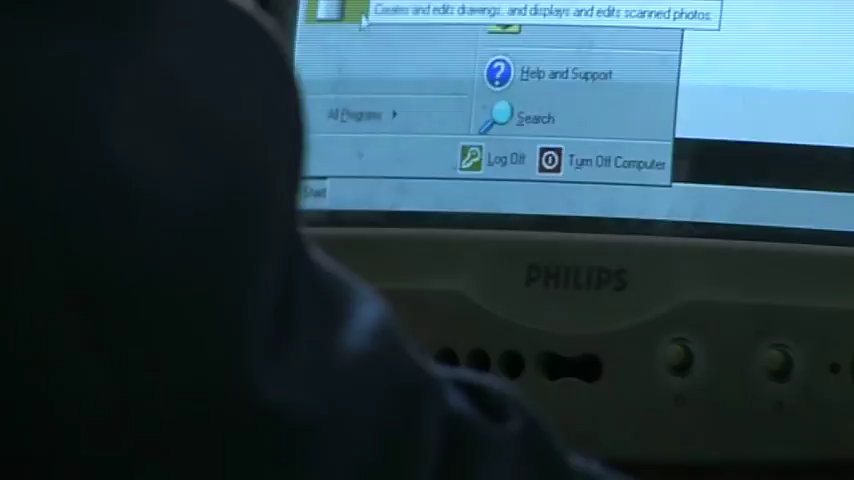 Creates and edits drawings, and displays and edits scanned photos.
Help and Support
All Programs
Search
Log Off
Turn Off Computer
Start
PHILIPS